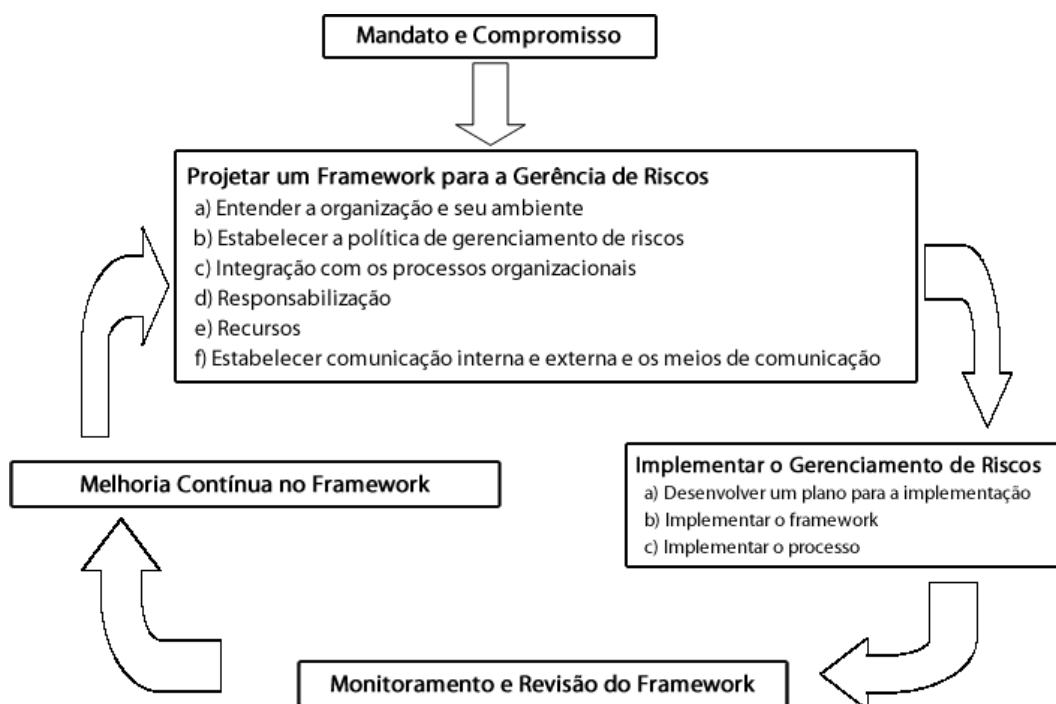 Mandato e Compromisso
Projetar um Framework para a Gerência de Riscos
a) Entender a organização e seu ambiente
b) Estabelecer a política de gerenciamento de riscos
c) Integração com os processos organizacionais
d) Responsabilização
e) Recursos
f) Estabelecer comunicação interna e externa e os meios de comunicação
Implementar o Gerenciamento de Riscos
a) Desenvolver um plano para a implementação
b) Implementar o framework
c) Implementar o processo
Monitoramento e Revisão do Framework
Melhoria Contínua no Framework